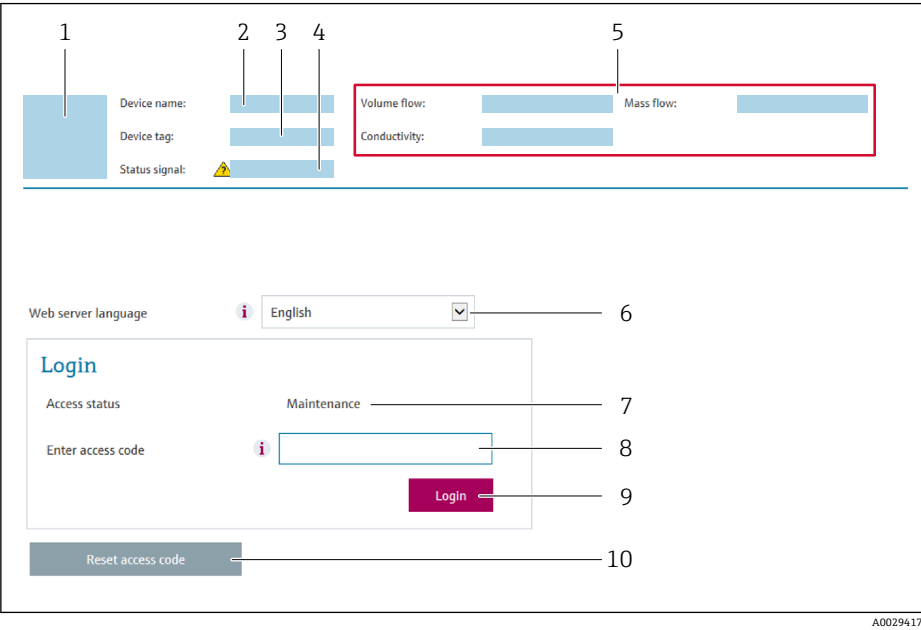 1 2 3 4 5
Device name: Volume flow: Mass flow:
Device tag: Conductivity:
Status signal: ?
Web server language i English 6
Login
Access status Maintenance 7
Enter access code i 8
Login 9
Reset access code 10
A0029417